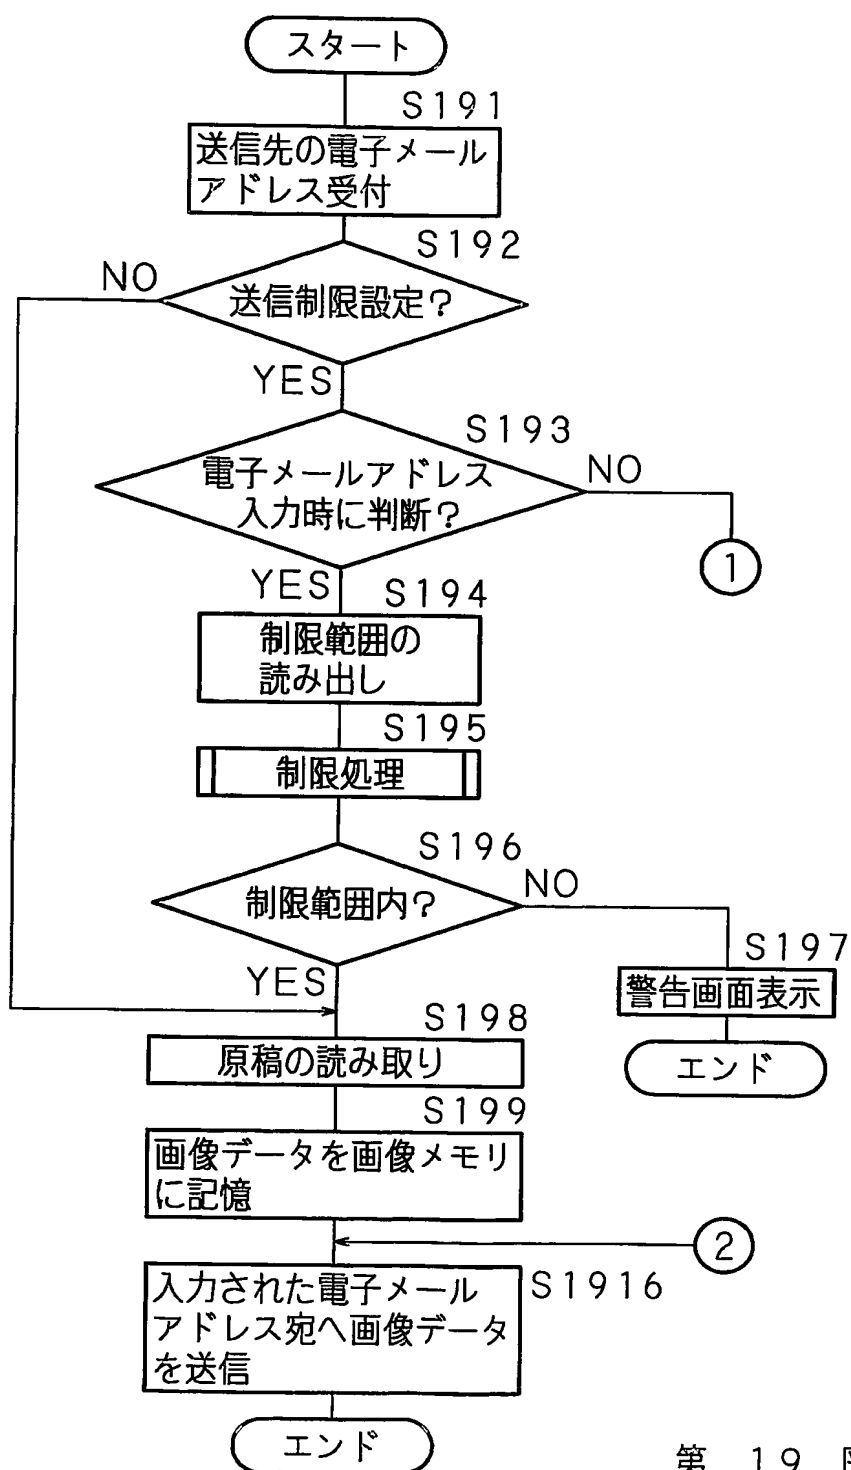 スタート
S191
送信先の電子メール
アドレス受付
S192
NO
送信制限設定?
YES
S193
電子メールアドレス
入力時に判断?
NO
1
YES
S194
制限範囲の
読み出し
S195
制限処理
S196
制限範囲内?
NO
S197
YES
警告画面表示
S198
原稿の読み取り
エンド
S199
画像データを画像メモリ
に記憶
2
入力された電子メール
S1916
アドレス宛へ画像データ
を送信
エンド
第 19